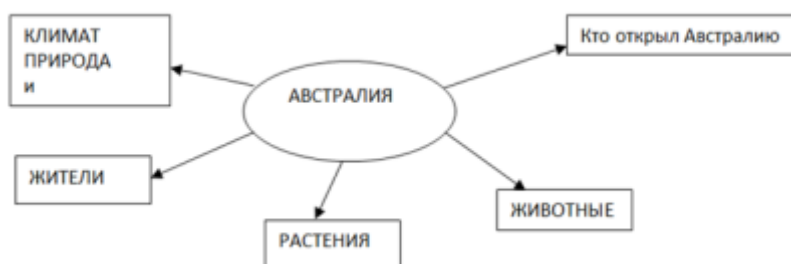 КЛИМАТ
ПРИРОДА
и
Кто открыл Австралию
АВСТРАЛИЯ
ЖИТЕЛИ
ЖИВОТНЫЕ
РАСТЕНИЯ